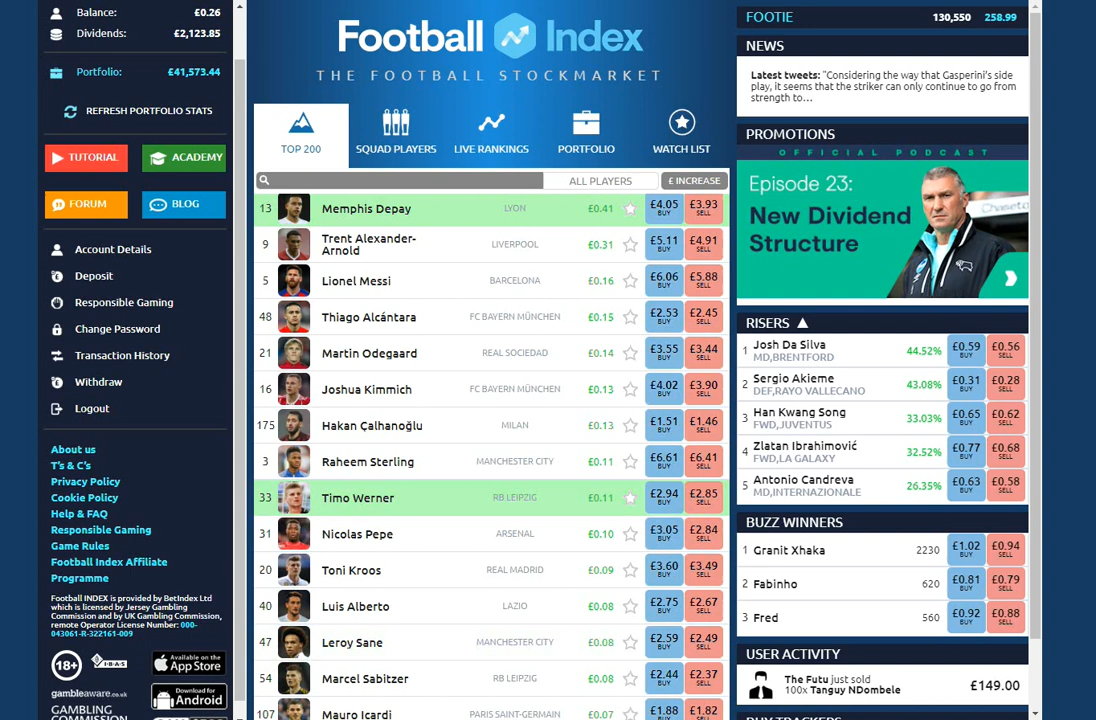 Balance: £0.26
Dividends: £2,123.85
Portfolio: £41,573.44
REFRESH PORTFOLIO STATS
TUTORIAL
ACADEMY
FORUM
BLOG
Account Details
Deposit
Responsible Gaming
Change Password
Transaction History
Withdraw
Logout
About us
T's & C's
Privacy Policy
Cookie Policy
Help & FAQ
Responsible Gaming
Game Rules
Football Index Affiliate
Programme
Football INDEX is provided by BetIndex Ltd
which is licensed by Jersey Gambling
Commission and by UK Gambling Commission,
remote Operator License Number: 000-
043061-R-322161-009
18+
IBAS
Available on the
App Store
gambleaware.co.uk
Download for
Android
GAMBLING
COMMISSION
Football Index
THE FOOTBALL STOCKMARKET
TOP 200
SQUAD PLAYERS
LIVE RANKINGS
PORTFOLIO
WATCH LIST
ALL PLAYERS
£ INCREASE
13 Memphis Depay LYON £0.41 £4.05 BUY £3.93 SELL
9 Trent Alexander-
Arnold LIVERPOOL £0.31 £5.11 BUY £4.91 SELL
5 Lionel Messi BARCELONA £0.16 £6.06 BUY £5.88 SELL
48 Thiago Alcántara FC BAYERN MÜNCHEN £0.15 £2.53 BUY £2.45 SELL
21 Martin Odegaard REAL SOCIEDAD £0.14 £3.55 BUY £3.44 SELL
16 Joshua Kimmich FC BAYERN MÜNCHEN £0.13 £4.02 BUY £3.90 SELL
175 Hakan Çalhanoğlu MILAN £0.13 £1.51 BUY £1.46 SELL
3 Raheem Sterling MANCHESTER CITY £0.11 £6.61 BUY £6.41 SELL
33 Timo Werner RB LEIPZIG £0.11 £2.94 BUY £2.85 SELL
31 Nicolas Pepe ARSENAL £0.10 £3.05 BUY £2.84 SELL
20 Toni Kroos REAL MADRID £0.09 £3.60 BUY £3.49 SELL
40 Luis Alberto LAZIO £0.08 £2.75 BUY £2.67 SELL
47 Leroy Sane MANCHESTER CITY £0.08 £2.59 BUY £2.49 SELL
54 Marcel Sabitzer RB LEIPZIG £0.08 £2.44 BUY £2.37 SELL
107 Mauro Icardi PARIS SAINT-GERMAIN £0.07 £1.88 BUY £1.82 SELL
FOOTIE 130,550 258.99
NEWS
Latest tweets: "Considering the way that Gasperini's side
play, it seems that the striker can only continue to go from
strength to…
PROMOTIONS
OFFICIAL PODCAST
Episode 23:
New Dividend
Structure
RISERS ▲
1 Josh Da Silva 44.52% £0.59 BUY £0.56 SELL
MD,BRENTFORD
2 Sergio Akieme 43.08% £0.31 BUY £0.28 SELL
DEF,RAYO VALLECANO
3 Han Kwang Song 33.03% £0.65 BUY £0.62 SELL
FWD,JUVENTUS
4 Zlatan Ibrahimović 32.52% £0.77 BUY £0.68 SELL
FWD,LA GALAXY
5 Antonio Candreva 26.35% £0.63 BUY £0.58 SELL
MD,INTERNAZIONALE
BUZZ WINNERS
1 Granit Xhaka 2230 £1.02 BUY £0.94 SELL
2 Fabinho 620 £0.81 BUY £0.79 SELL
3 Fred 560 £0.92 BUY £0.88 SELL
USER ACTIVITY
The Futu just sold
100x Tanguy NDombele £149.00
BUY TRACKERS